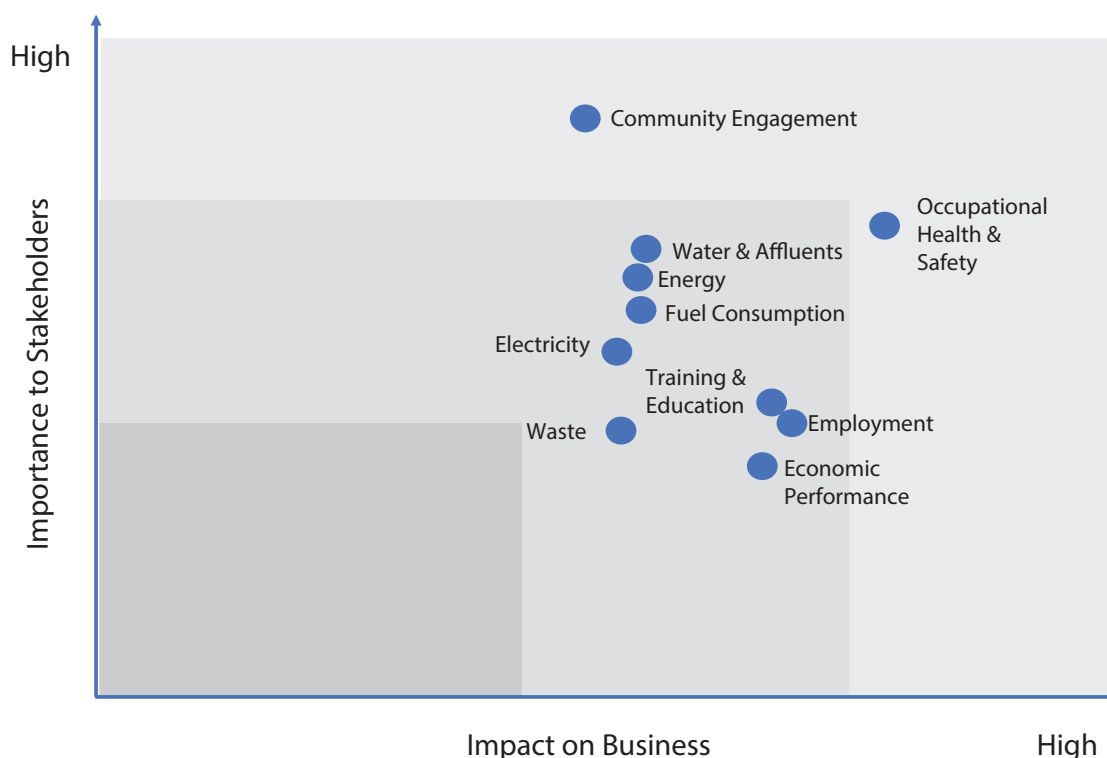 High
Importance to Stakeholders
Community Engagement
Occupational
Health &
Safety
Water & Affluents
Energy
Fuel Consumption
Electricity
Training &
Education
Employment
Waste
Economic
Performance
Impact on Business
High